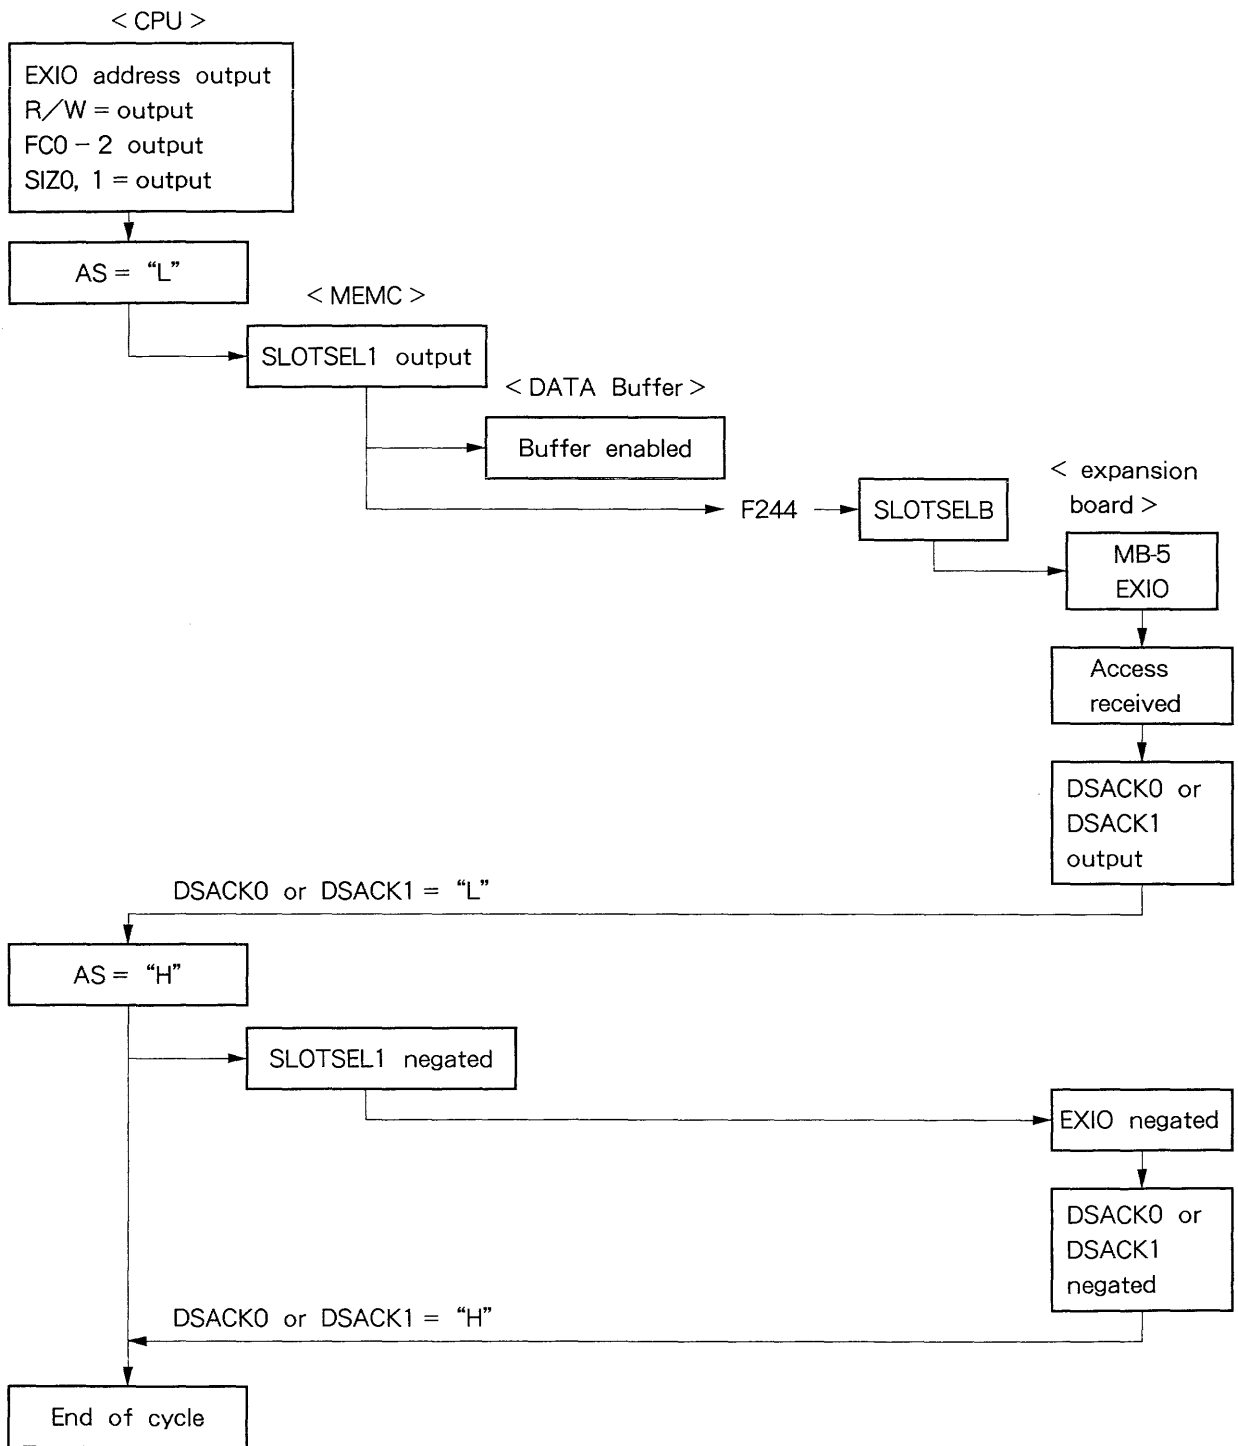 < CPU >
EXIO address output
R/W = output
FC0 - 2 output
SIZ0, 1 = output
AS = “L”
< MEMC >
SLOTSEL1 output
< DATA Buffer >
Buffer enabled
< expansion
board >
F244
SLOTSELB
MB-5
EXIO
Access
received
DSACK0 or
DSACK1
output
DSACK0 or DSACK1 = “L”
AS = “H”
SLOTSEL1 negated
EXIO negated
DSACK0 or
DSACK1
negated
DSACK0 or DSACK1 = “H”
End of cycle